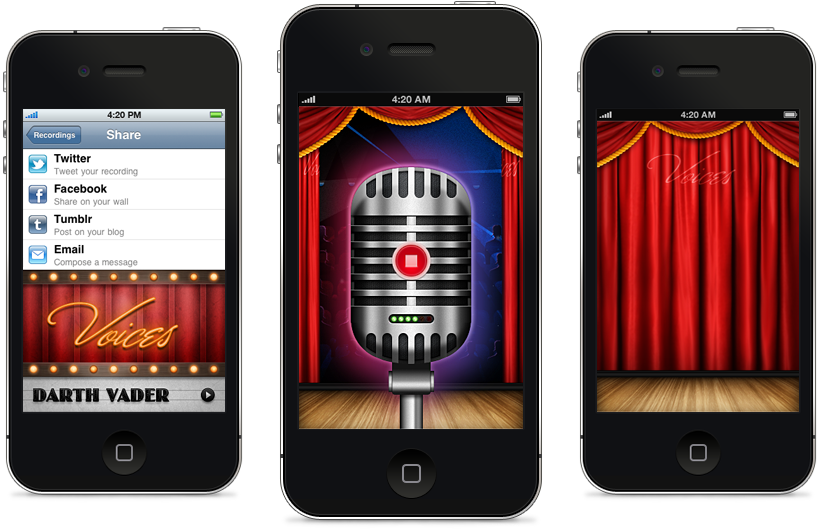 4:20 PM
Recordings
Share
Twitter
Tweet your recording
Facebook
Share on your wall
Tumblr
Post on your blog
Email
Compose a message
Voices
DARTH VADER
4:20 AM
4:20 AM
Voices